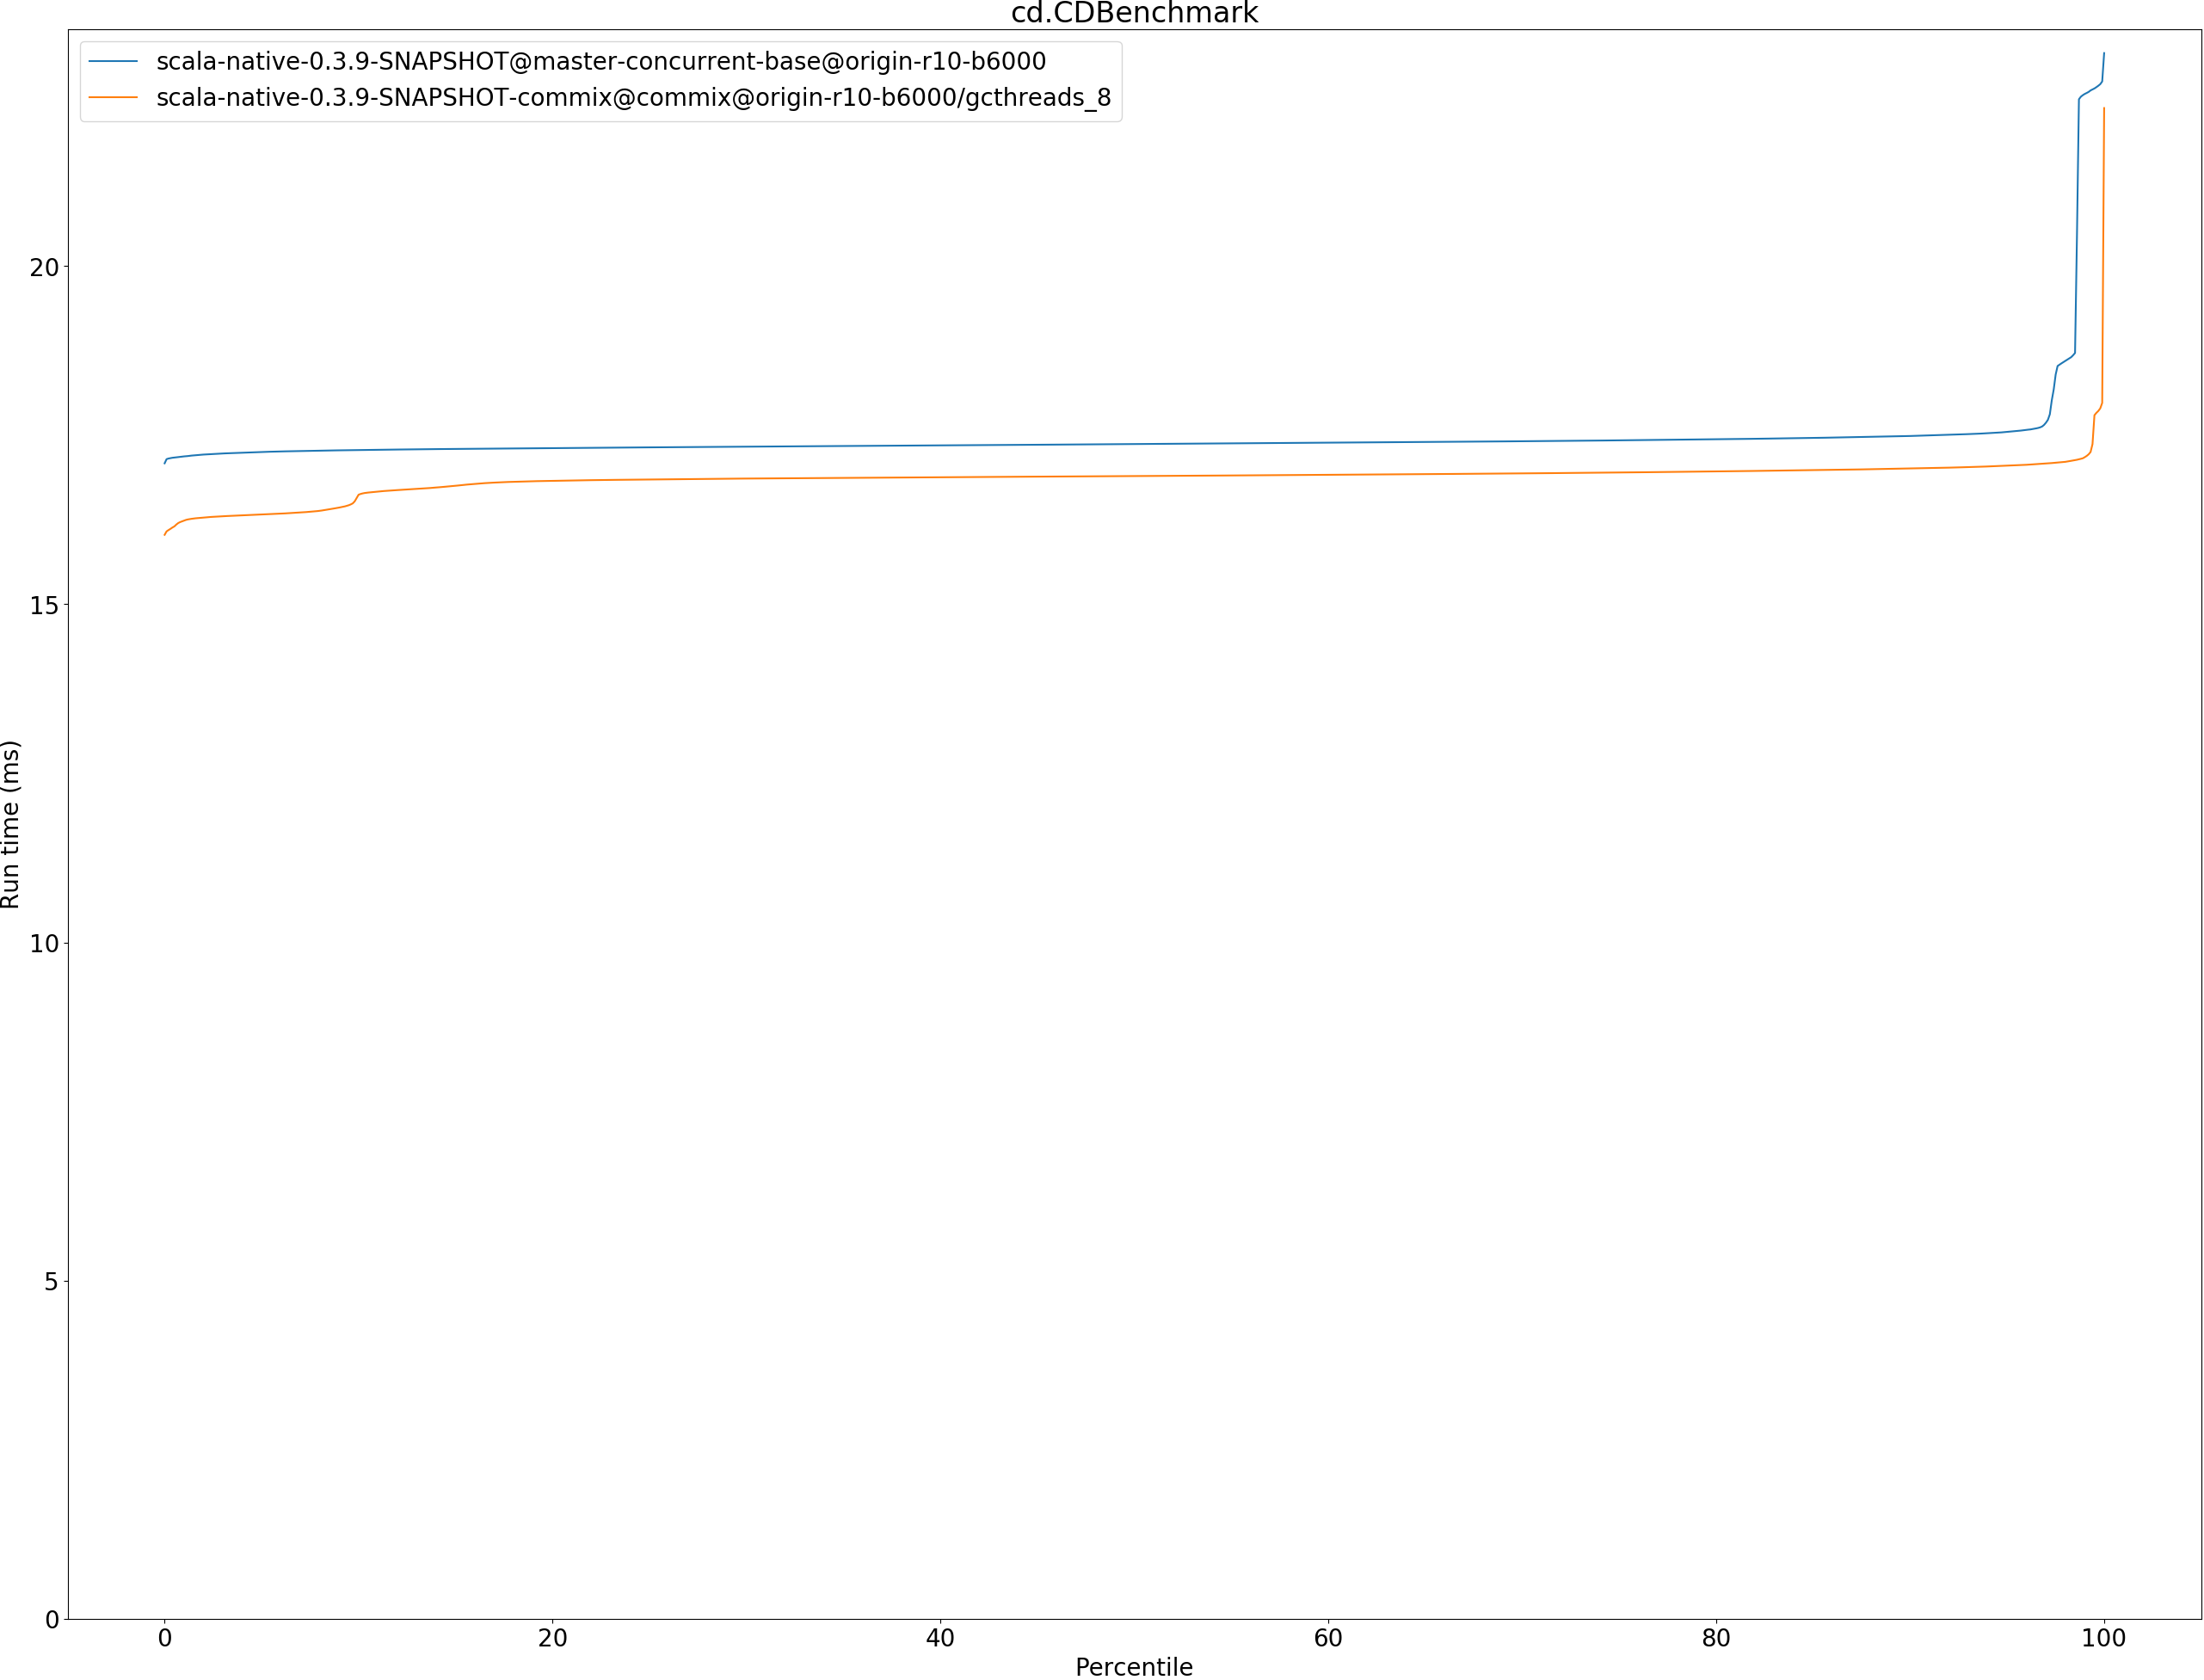 cd.CDBenchmark
scala-native-0.3.9-SNAPSHOT@master-concurrent-base@origin-r10-b6000
scala-native-0.3.9-SNAPSHOT-commix@commix@origin-r10-b6000/gcthreads_8
20
15
10
5
0
Run time (ms)
0 20 40 60 80 100
Percentile